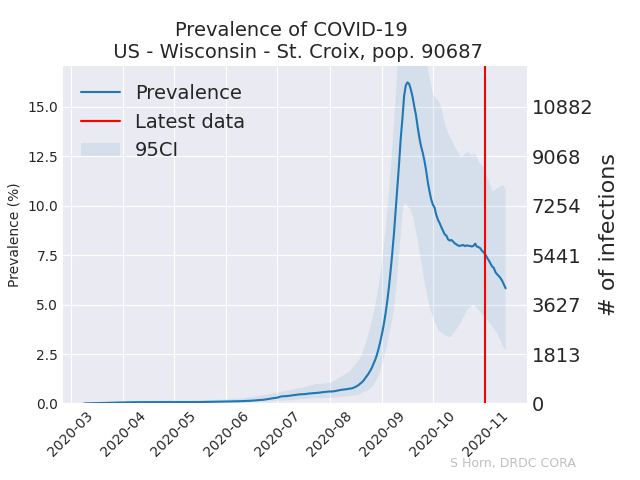 Prevalence of COVID-19
US - Wisconsin - St. Croix, pop. 90687
Prevalence
Latest data
95CI
Prevalence (%)
15.0
12.5
10.0
7.5
5.0
2.5
0.0
10882
9068
7254
5441
3627
1813
0
# of infections
2020-03
2020-04
2020-05
2020-06
2020-07
2020-08
2020-09
2020-10
2020-11
S Horn, DRDC CORA